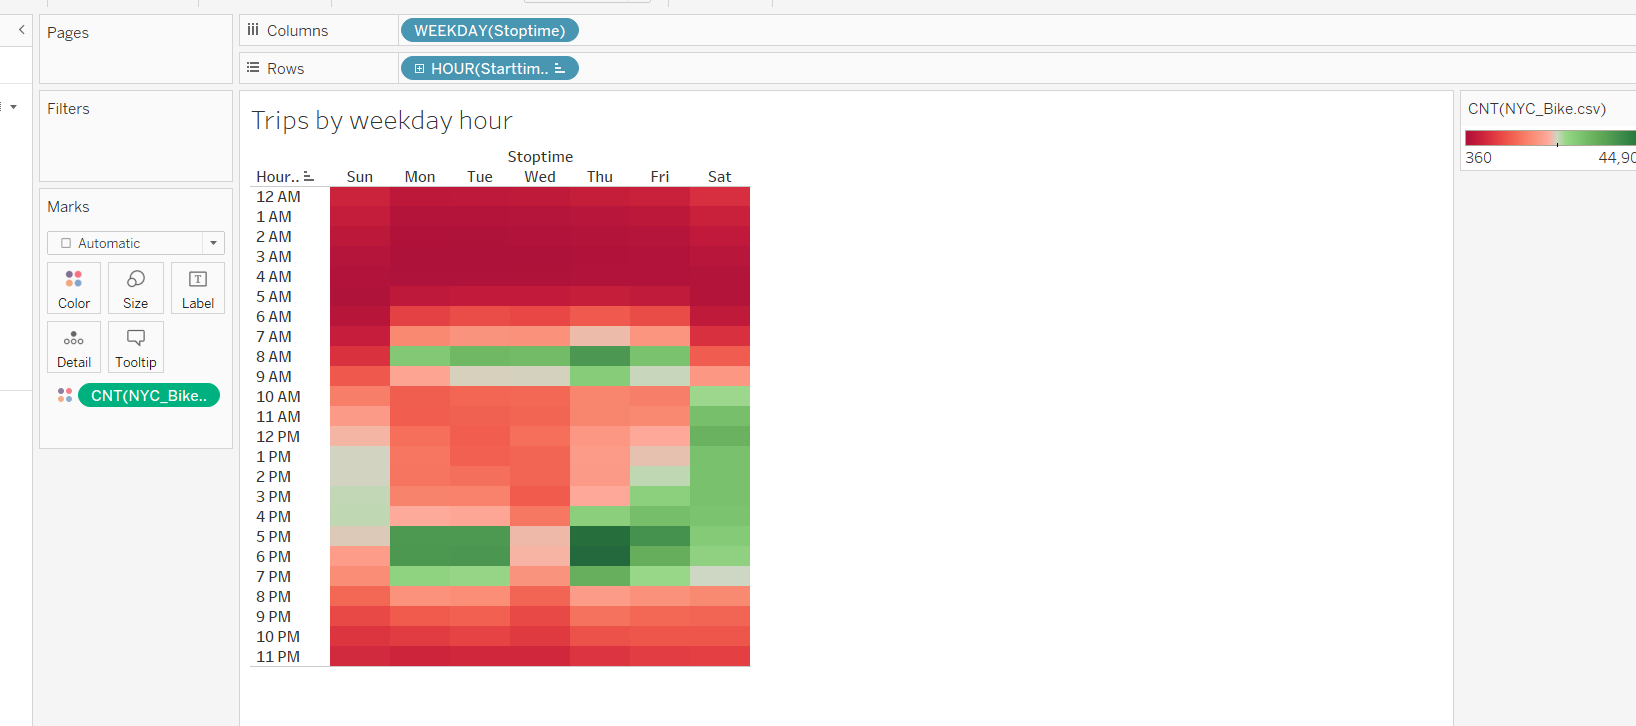 Pages
Columns
WEEKDAY(Stoptime)
Rows
HOUR(Starttim..
Filters
Marks
Automatic
Color
Size
Label
Detail
Tooltip
CNT(NYC_Bike..
Trips by weekday hour
Stoptime
Hour.. Sun Mon Tue Wed Thu Fri Sat
12 AM
1 AM
2 AM
3 AM
4 AM
5 AM
6 AM
7 AM
8 AM
9 AM
10 AM
11 AM
12 PM
1 PM
2 PM
3 PM
4 PM
5 PM
6 PM
7 PM
8 PM
9 PM
10 PM
11 PM
CNT(NYC_Bike.csv)
360 44,90